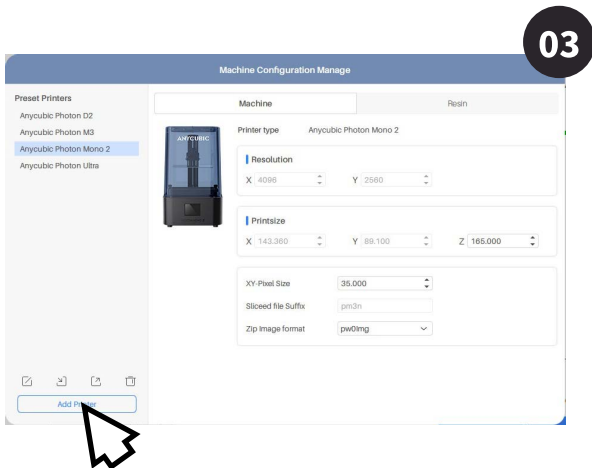 03
Machine Configuration Manage
Preset Printers
Anycubic Photon D2
Anycubic Photon M3
Anycubic Photon Mono 2
Anycubic Photon Ultra
Add Printer
Machine Resin
ANYCUBIC
Printer type Anycubic Photon Mono 2
Resolution
X 4096 Y 2560
Printsize
X 143.360 Y 89.100 Z 165.000
XY-Pixel Size 35.000
Sliceed file Suffix pm3n
Zip Image format pw0Img